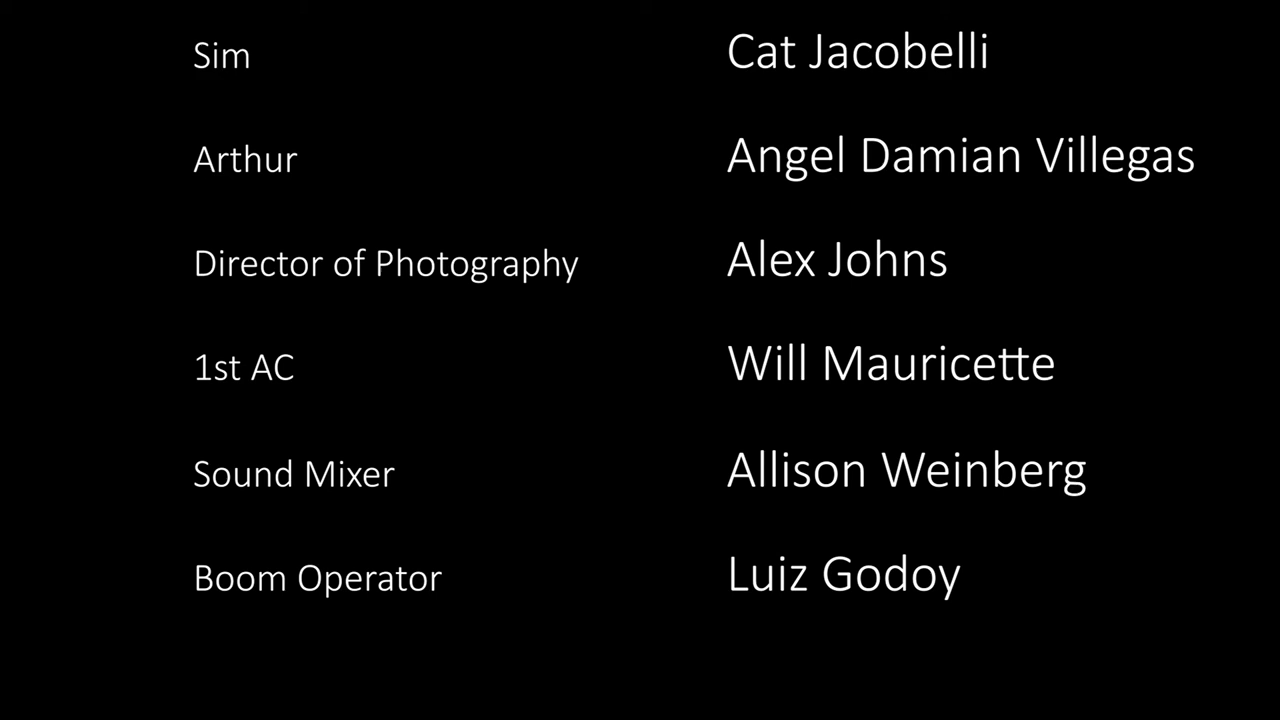 Sim Cat Jacobelli
Arthur Angel Damian Villegas
Director of Photography Alex Johns
1st AC Will Mauricette
Sound Mixer Allison Weinberg
Boom Operator Luiz Godoy